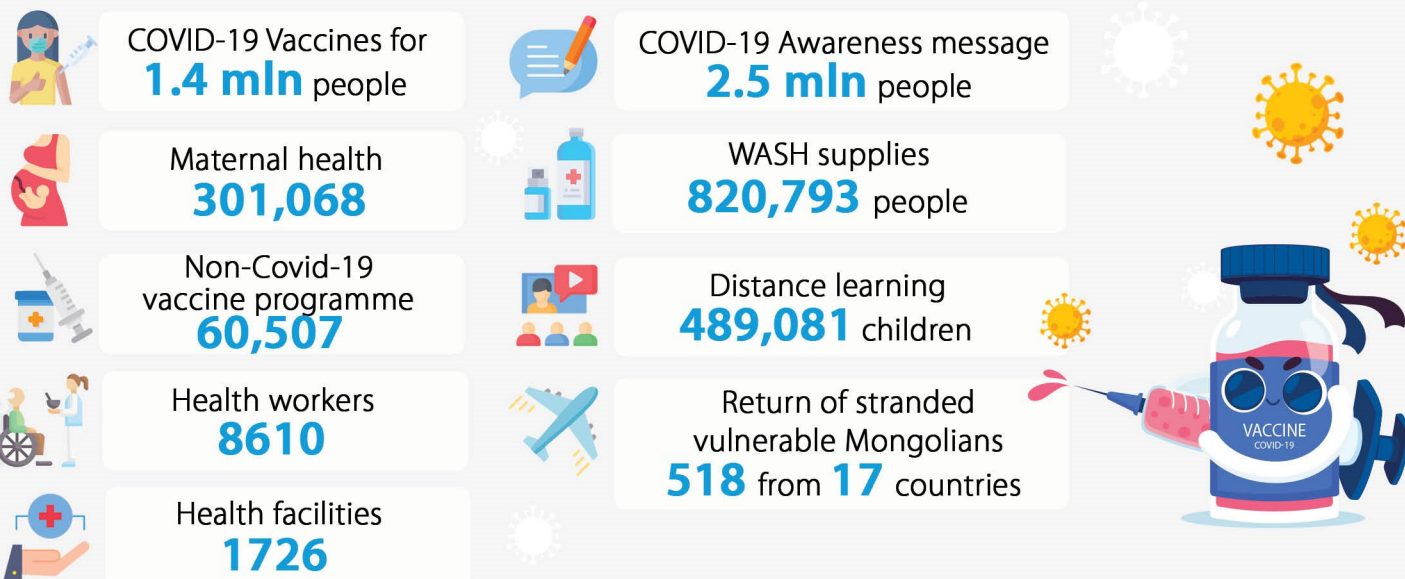 COVID-19 Vaccines for
1.4 mln people
Maternal health
301,068
Non-Covid-19
vaccine programme
60,507
Health workers
8610
Health facilities
1726
COVID-19 Awareness message
2.5 mln people
WASH supplies
820,793 people
Distance learning
489,081 children
Return of stranded
vulnerable Mongolians
518 from 17 countries
VACCINE
COVID-19